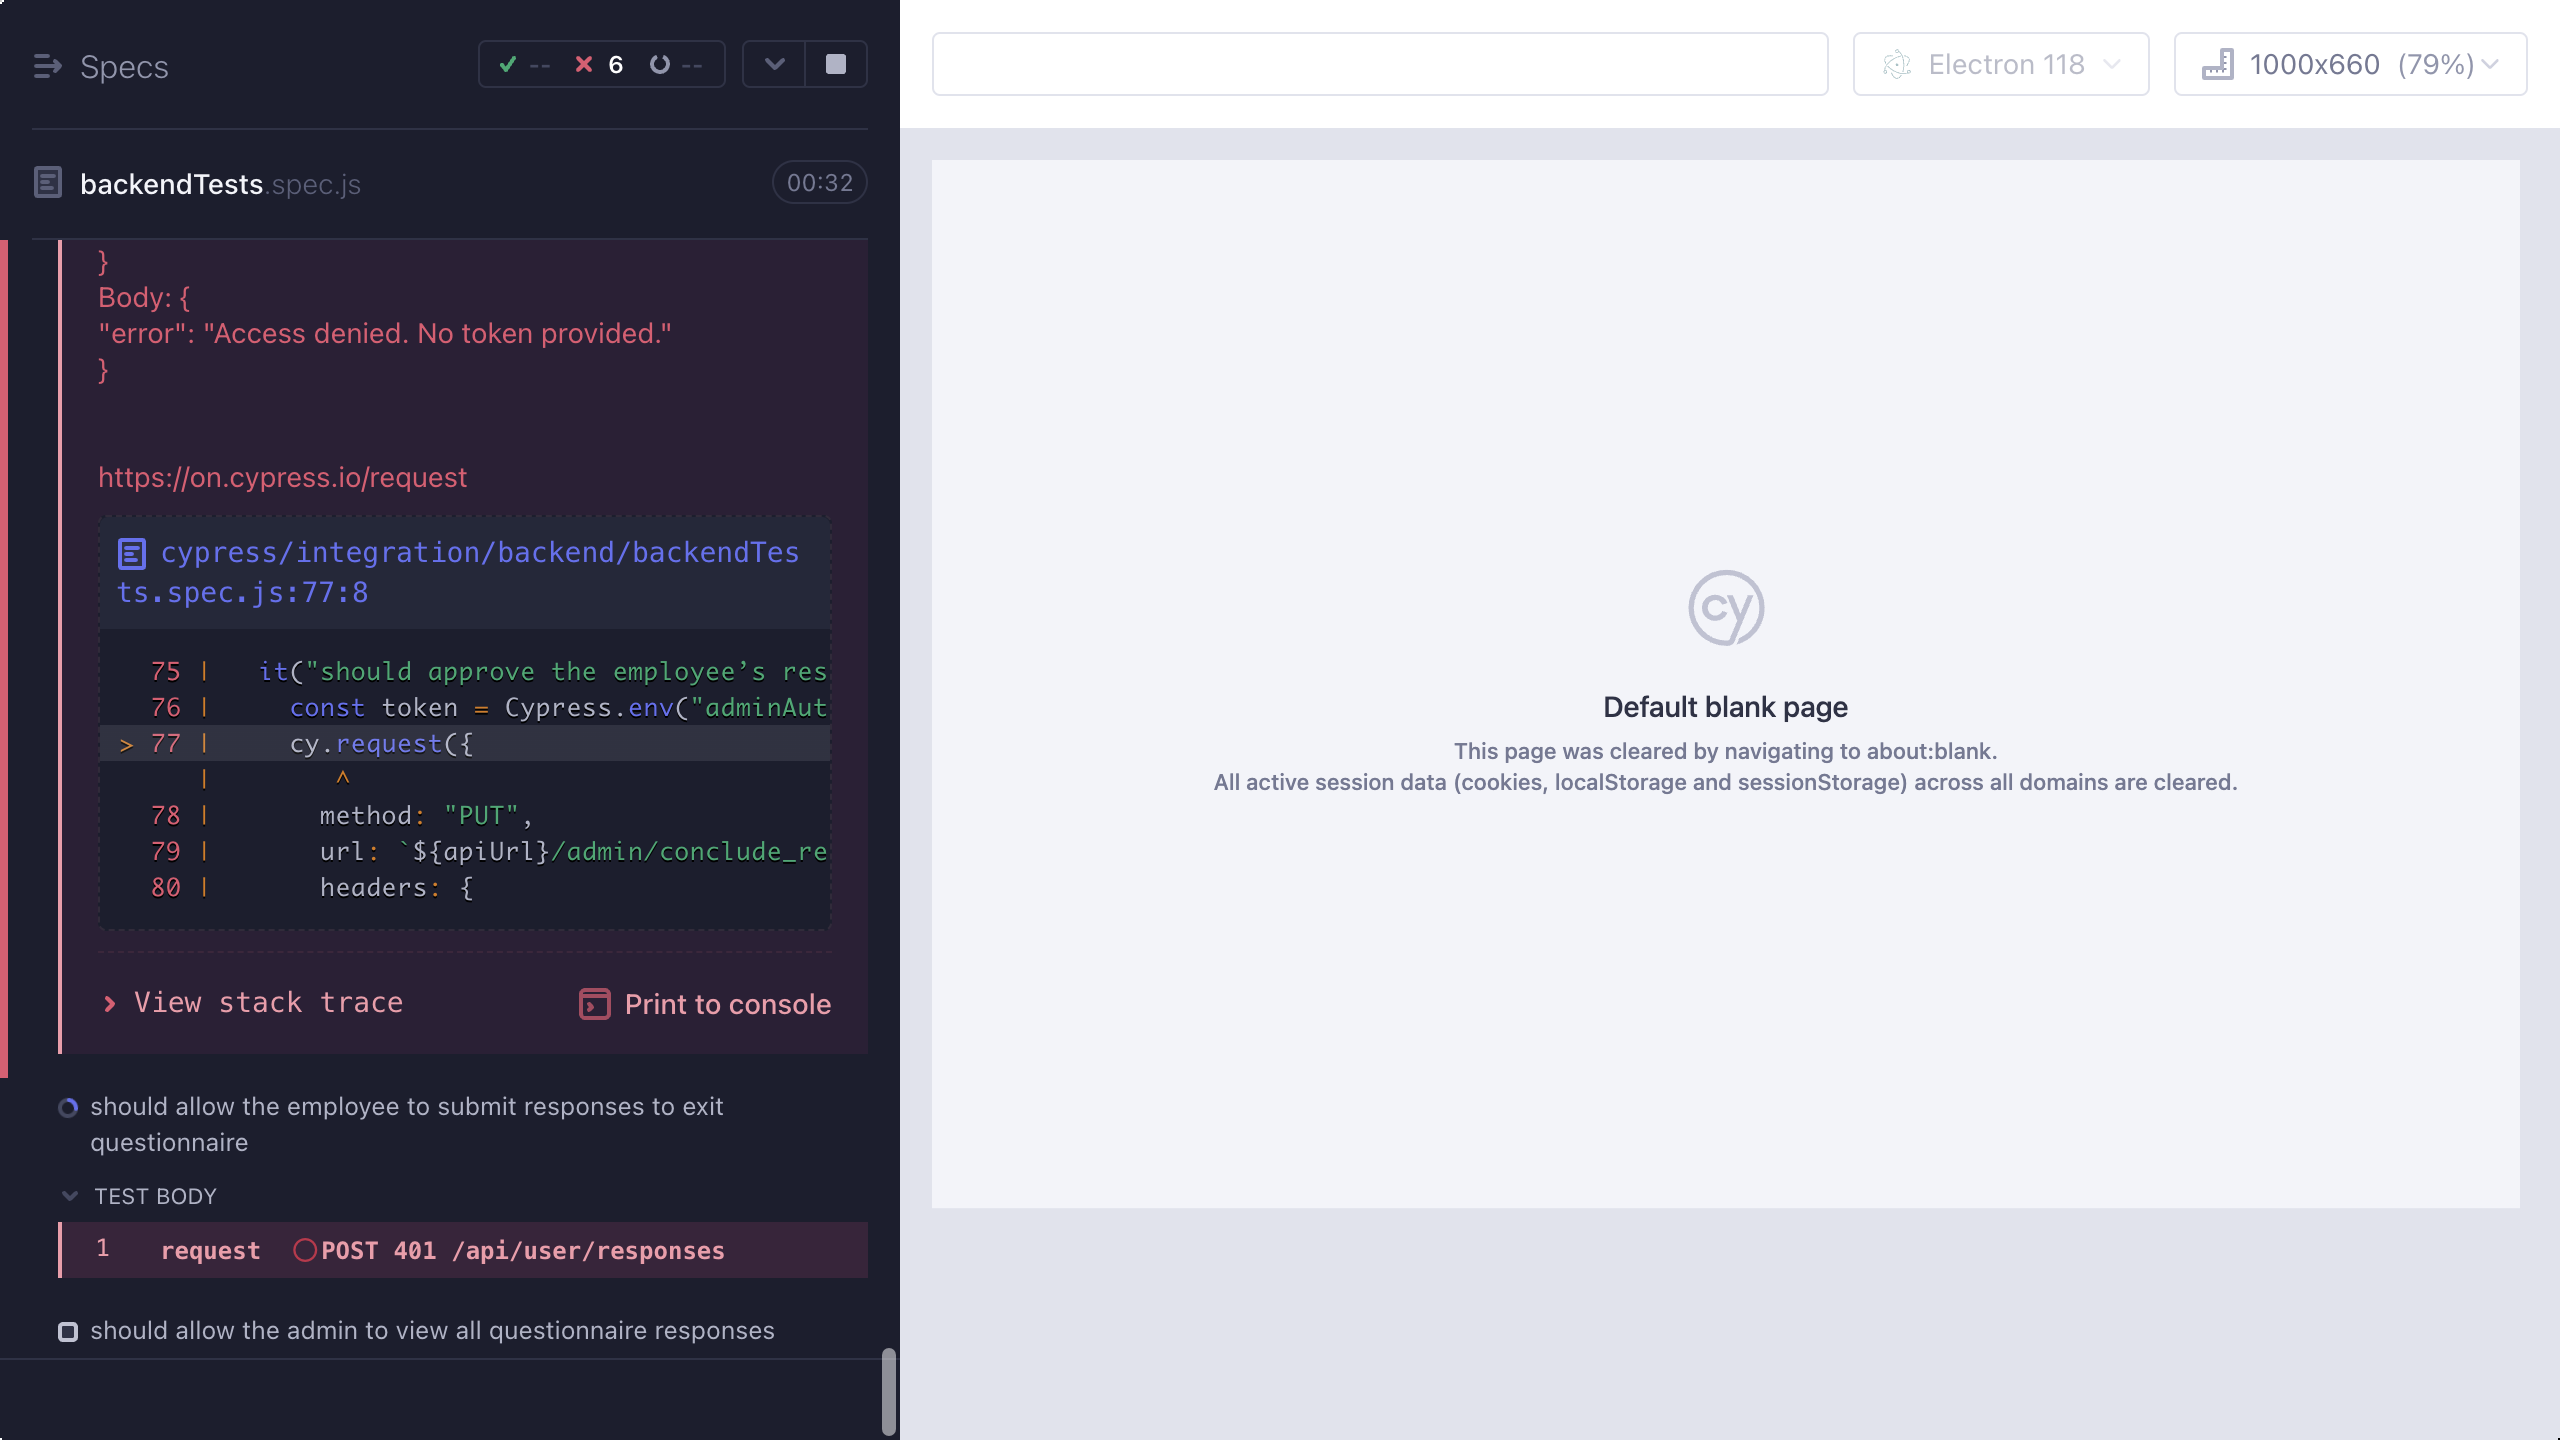 Specs
-- 6 --
backendTests.spec.js
00:32
}
Body: {
"error": "Access denied. No token provided."
}
https://on.cypress.io/request
cypress/integration/backend/backendTes
ts.spec.js:77:8
75 | it("should approve the employee’s res
76 | const token = Cypress.env("adminAut
> 77 | cy.request({
| ^
78 | method: "PUT",
79 | url: `${apiUrl}/admin/conclude_re
80 | headers: {
View stack trace
Print to console
should allow the employee to submit responses to exit
questionnaire
TEST BODY
1 request POST 401 /api/user/responses
should allow the admin to view all questionnaire responses
Electron 118
1000x660 (79%)
cy
Default blank page
This page was cleared by navigating to about:blank.
All active session data (cookies, localStorage and sessionStorage) across all domains are cleared.